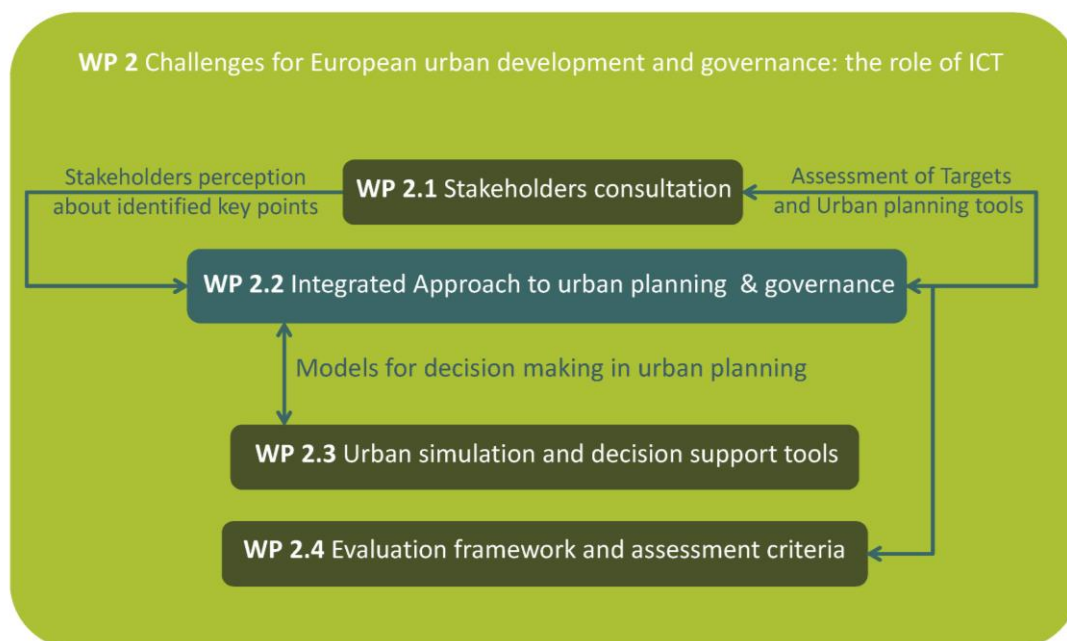 WP 2 Challenges for European urban development and governance: the role of ICT
Stakeholders perception
about identified key points
WP 2.1 Stakeholders consultation
Assessment of Targets
and Urban planning tools
WP 2.2 Integrated Approach to urban planning & governance
Models for decision making in urban planning
WP 2.3 Urban simulation and decision support tools
WP 2.4 Evaluation framework and assessment criteria